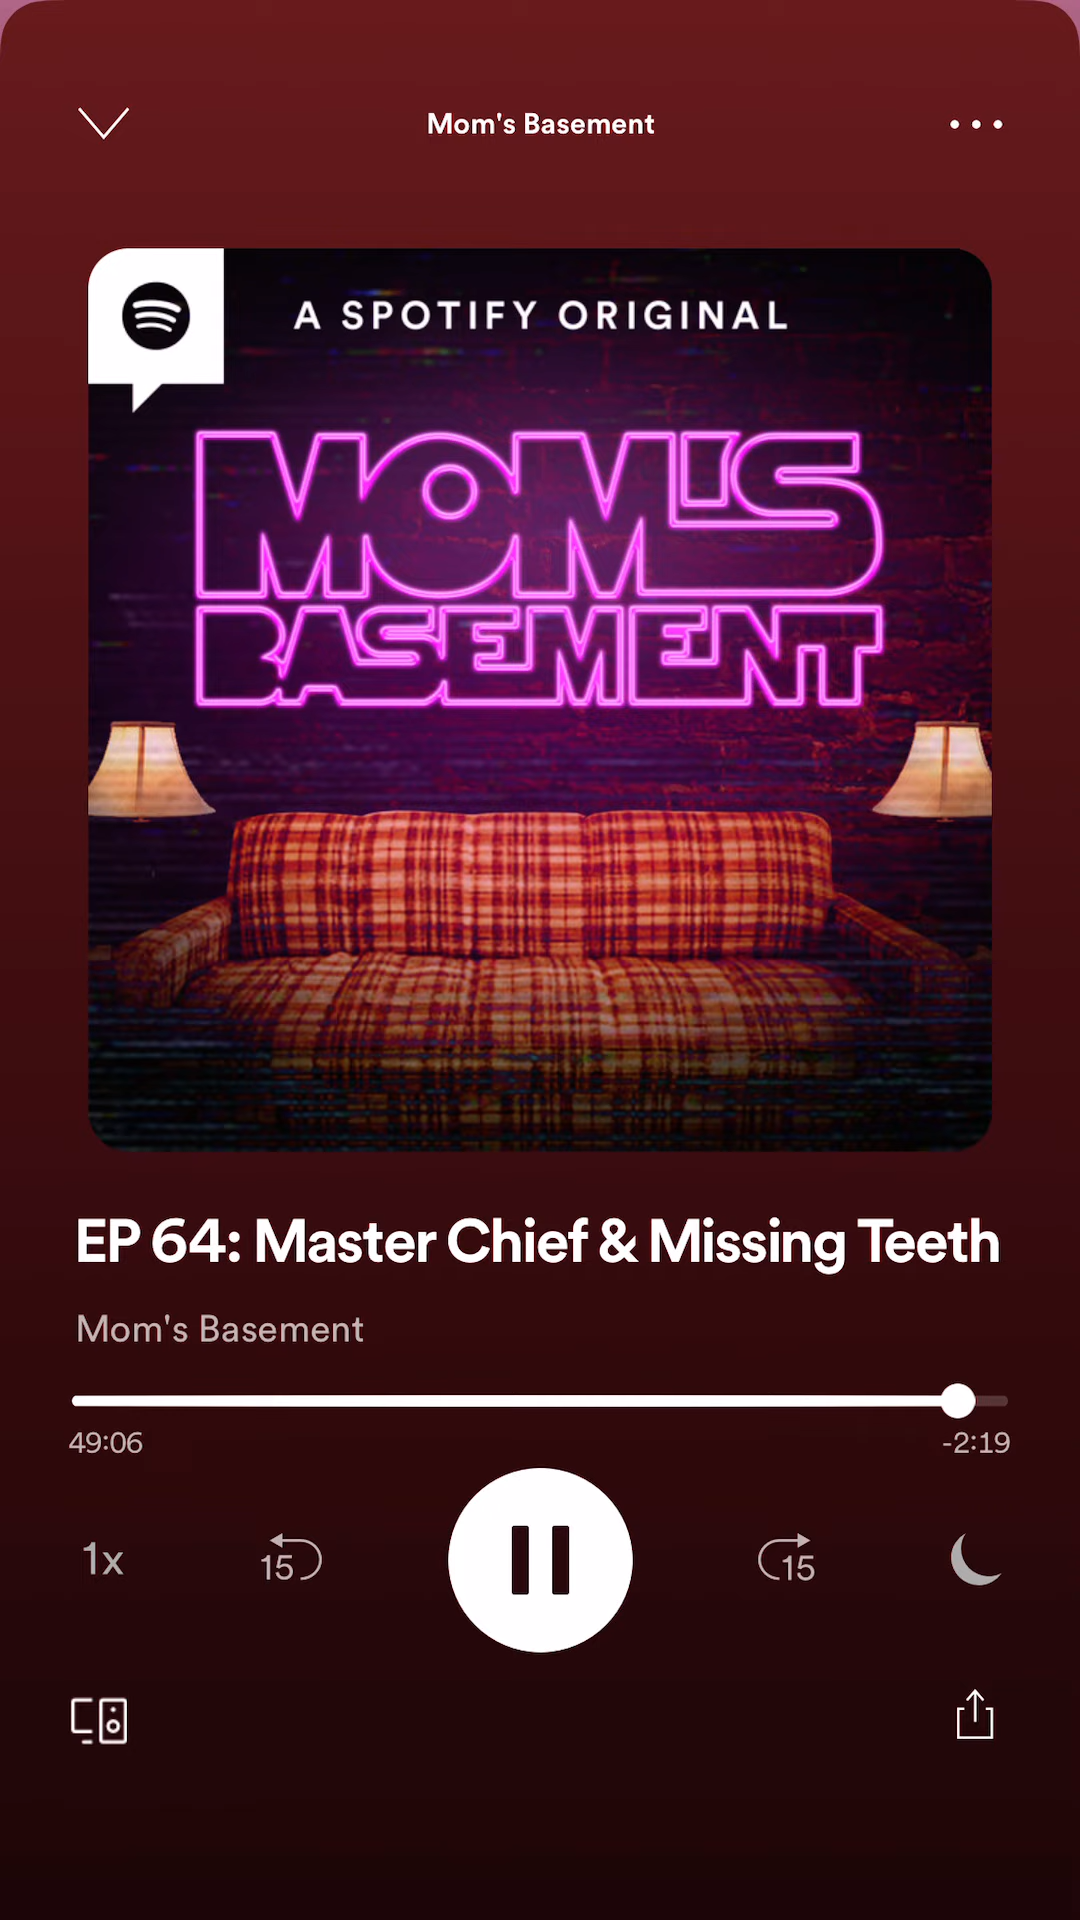 Mom's Basement
A SPOTIFY ORIGINAL
MOM'S
BASEMENT
EP 64: Master Chief & Missing Teeth
Mom's Basement
49:06
-2:19
1x
15
15